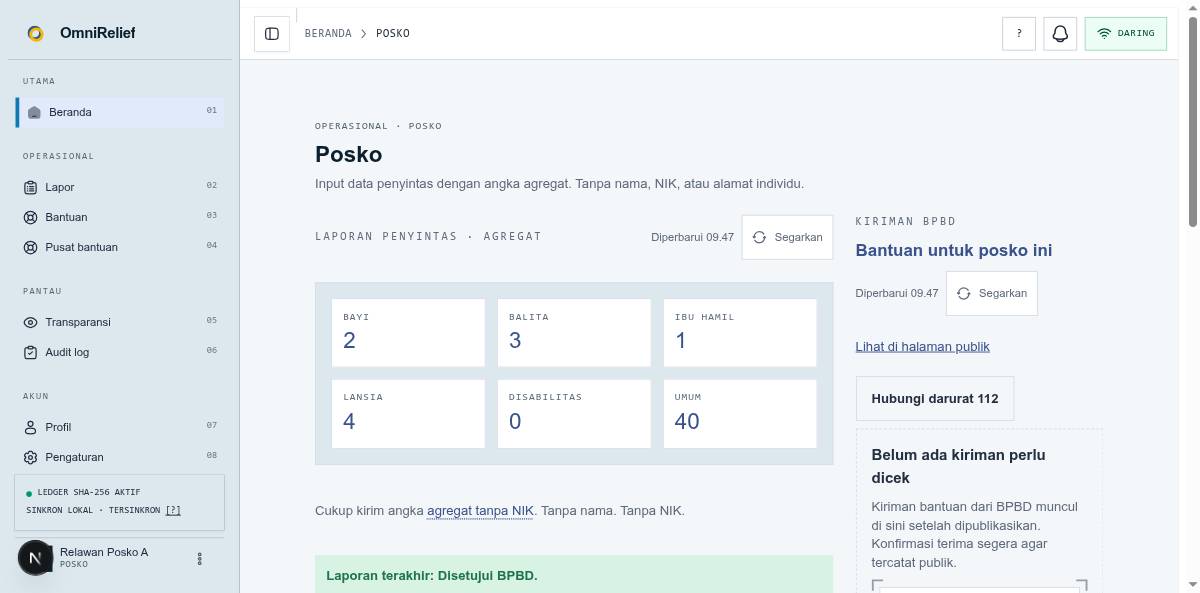 OmniRelief
UTAMA
Beranda 01
OPERASIONAL
Lapor 02
Bantuan 03
Pusat bantuan 04
PANTAU
Transparansi 05
Audit log 06
AKUN
Profil 07
Pengaturan 08
LEDGER SHA-256 AKTIF
SINKRON LOKAL · TERSINKRON [?]
N
Relawan Posko A
POSKO
BERANDA > POSKO
?
DARING
OPERASIONAL · POSKO
Posko
Input data penyintas dengan angka agregat. Tanpa nama, NIK, atau alamat individu.
LAPORAN PENYINTAS · AGREGAT
Diperbarui 09.47
Segarkan
BAYI
2
BALITA
3
IBU HAMIL
1
LANSIA
4
DISABILITAS
0
UMUM
40
Cukup kirim angka agregat tanpa NIK. Tanpa nama. Tanpa NIK.
Laporan terakhir: Disetujui BPBD.
KIRIMAN BPBD
Bantuan untuk posko ini
Diperbarui 09.47
Segarkan
Lihat di halaman publik
Hubungi darurat 112
Belum ada kiriman perlu
dicek
Kiriman bantuan dari BPBD muncul
di sini setelah dipublikasikan.
Konfirmasi terima segera agar
tercatat publik.